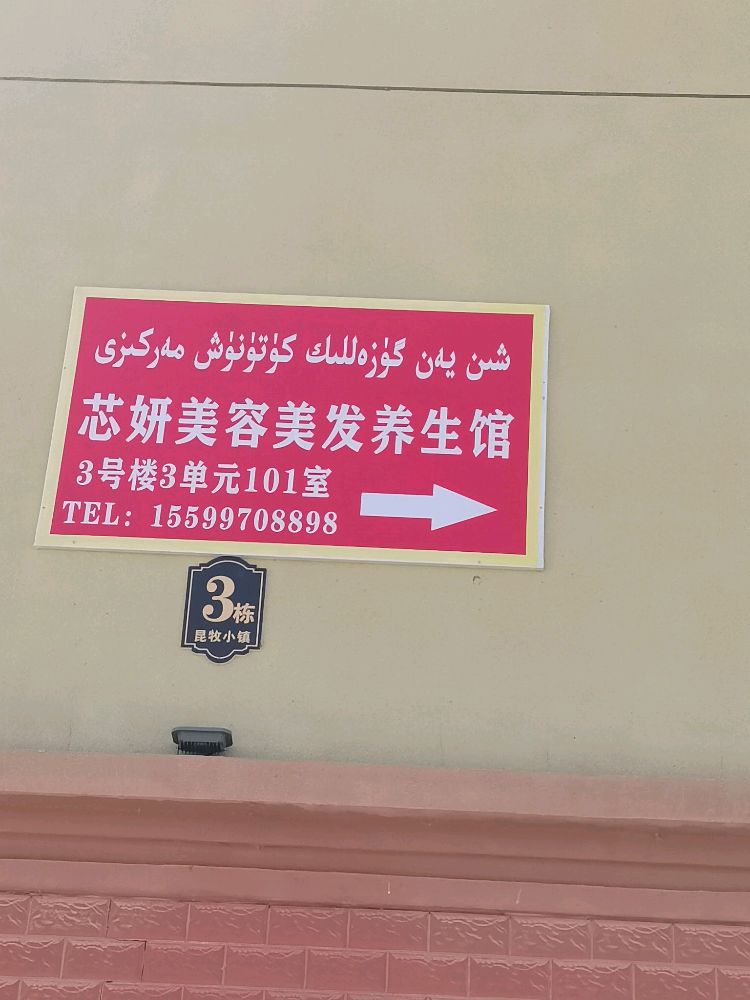 شىن يەن گۈزەللىك كۈتۈنۈش مەركىزى
芯妍美容美发养生馆
3号楼3单元101室
TEL: 15599708898
3栋
昆牧小镇